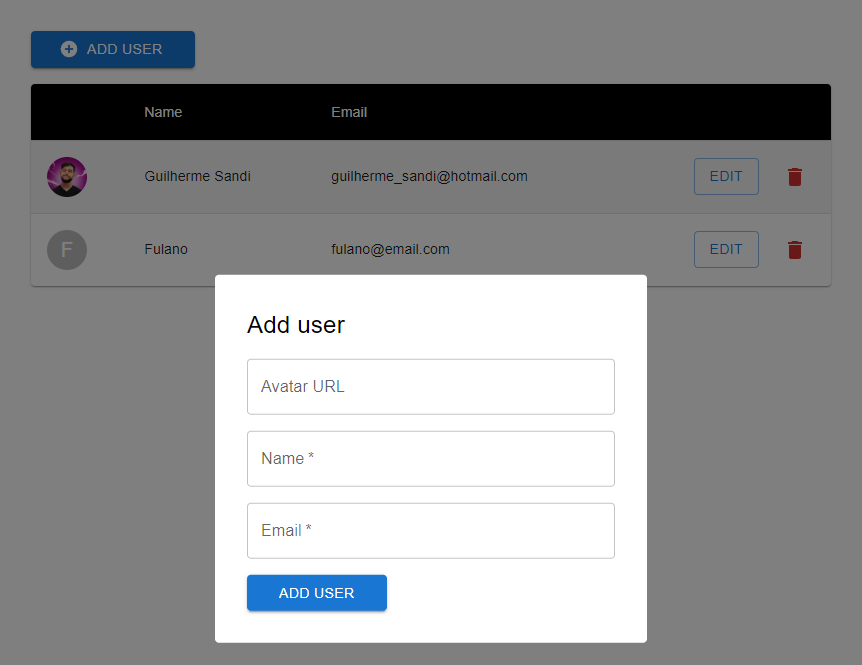 ADD USER
Name Email
Guilherme Sandi guilherme_sandi@hotmail.com EDIT
F Fulano fulano@email.com EDIT
Add user
Avatar URL
Name *
Email *
ADD USER